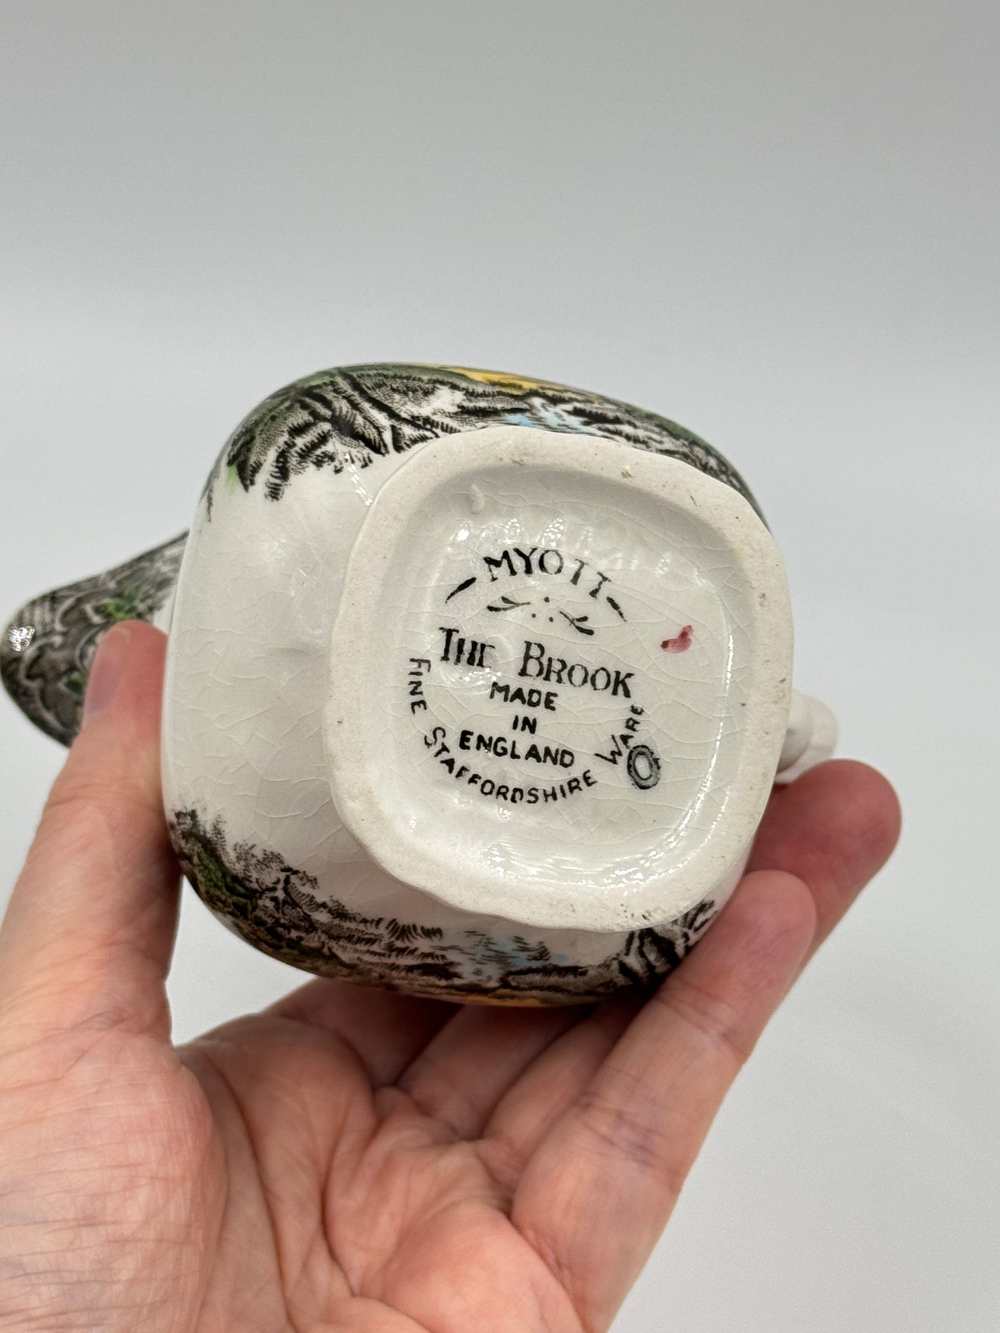 MYOTT
THE BROOK
MADE
IN
ENGLAND
FINE STAFFORDSHIRE WARE